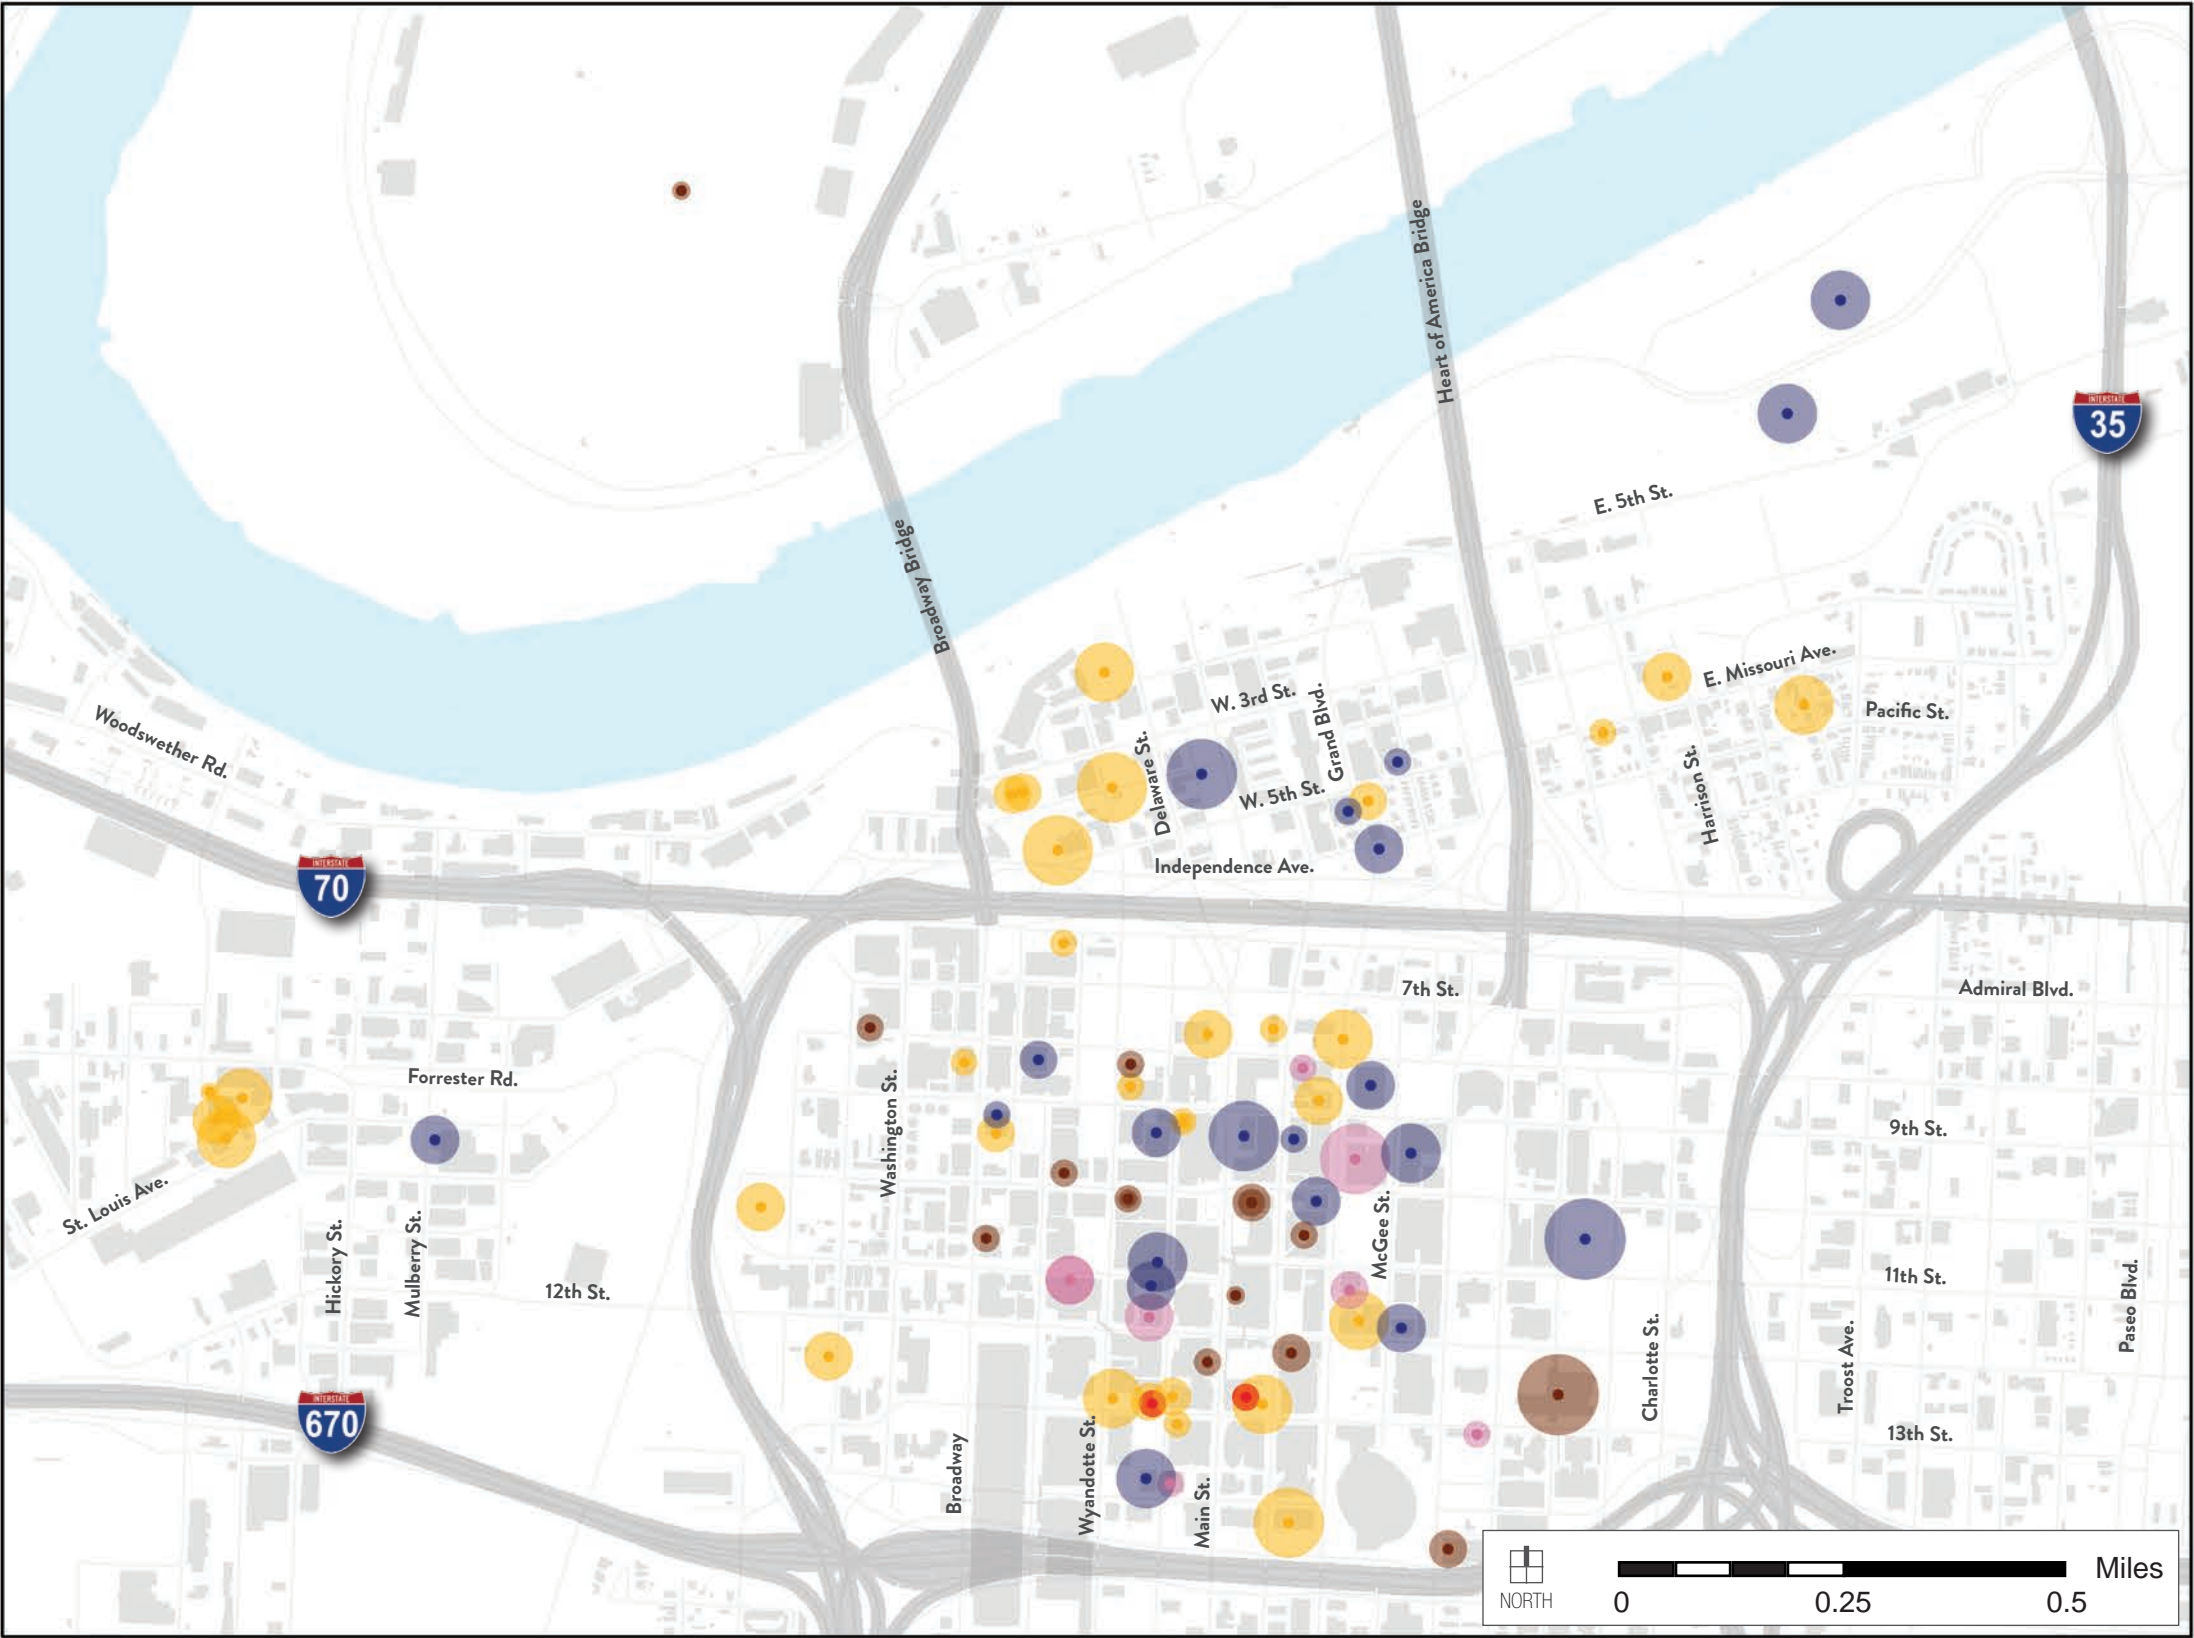 Heart of America Bridge
INTERSTATE
35
E. 5th St.
Broadway Bridge
E. Missouri Ave.
W. 3rd St.
Grand Blvd.
Pacific St.
Woodswether Rd.
Delaware St.
W. 5th St.
Harrison St.
Independence Ave.
INTERSTATE
70
7th St.
Admiral Blvd.
Forrester Rd.
Washington St.
9th St.
St. Louis Ave.
McGee St.
Hickory St.
Mulberry St.
12th St.
11th St.
Paseo Blvd.
Charlotte St.
Troost Ave.
INTERSTATE
670
13th St.
Broadway
Wyandotte St.
Main St.
NORTH
Miles
0
0.25
0.5